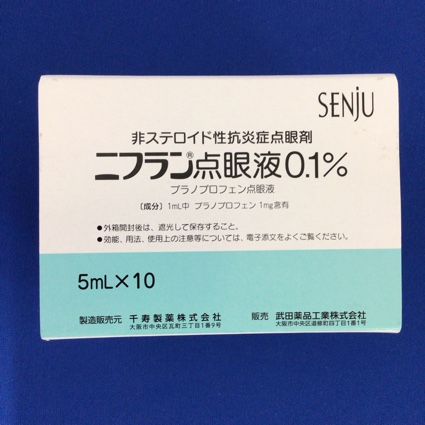 SENJU
非ステロイド性抗炎症点眼剤
ニフラン®点眼液0.1%
プラノプロフェン点眼液
〔成分〕 1mL中 プラノプロフェン 1mg含有
●外箱開封後は、遮光して保存すること。
●効能、用法、使用上の注意等については、電子添文をよくご覧ください。
5mL×10
製造販売元 千寿製薬株式会社 販売 武田薬品工業株式会社
大阪市中央区瓦町三丁目1番9号 大阪市中央区道修町四丁目1番1号